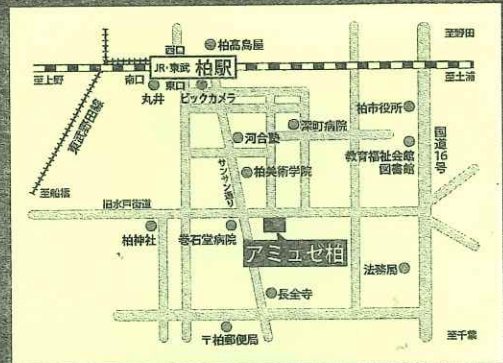 至野田
西口
柏髙島屋
JR・東武 柏駅
至上野
南口
東口
至土浦
丸井
ビックカメラ
東武野田線
柏市役所
深町病院
国道16号
河合塾
教育福祉会館
図書館
サンサン通り
柏美術学院
至船橋
旧水戸街道
柏神社
巻石堂病院
アミュゼ柏
法務局
長全寺
〒柏郵便局
至千葉